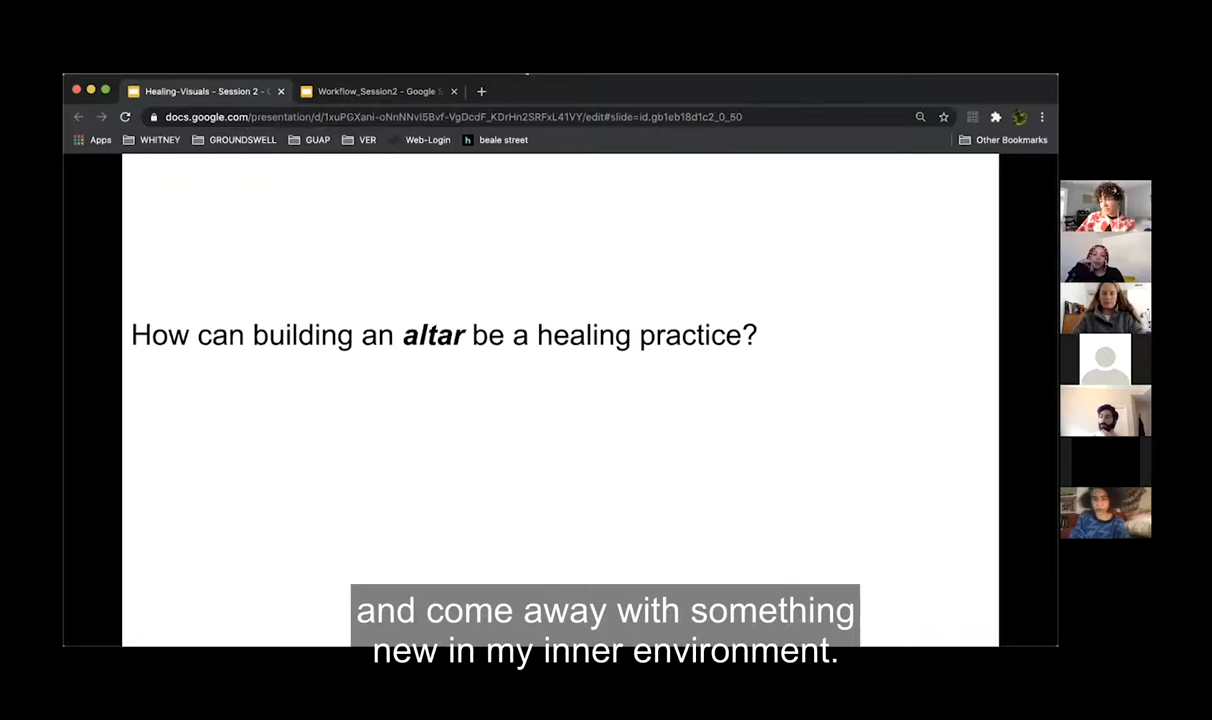 Healing-Visuals - Session 2 -
Workflow_Session2 - Google S
docs.google.com/presentation/d/1xuPGXani-oNnNNvI5Bvf-VgDcdF_KDrHn2SRFxL41VY/edit#slide=id.gb1eb18d1c2_0_50
Apps WHITNEY GROUNDSWELL GUAP VER Web-Login h beale street Other Bookmarks
How can building an altar be a healing practice?
and come away with something
new in my inner environment.